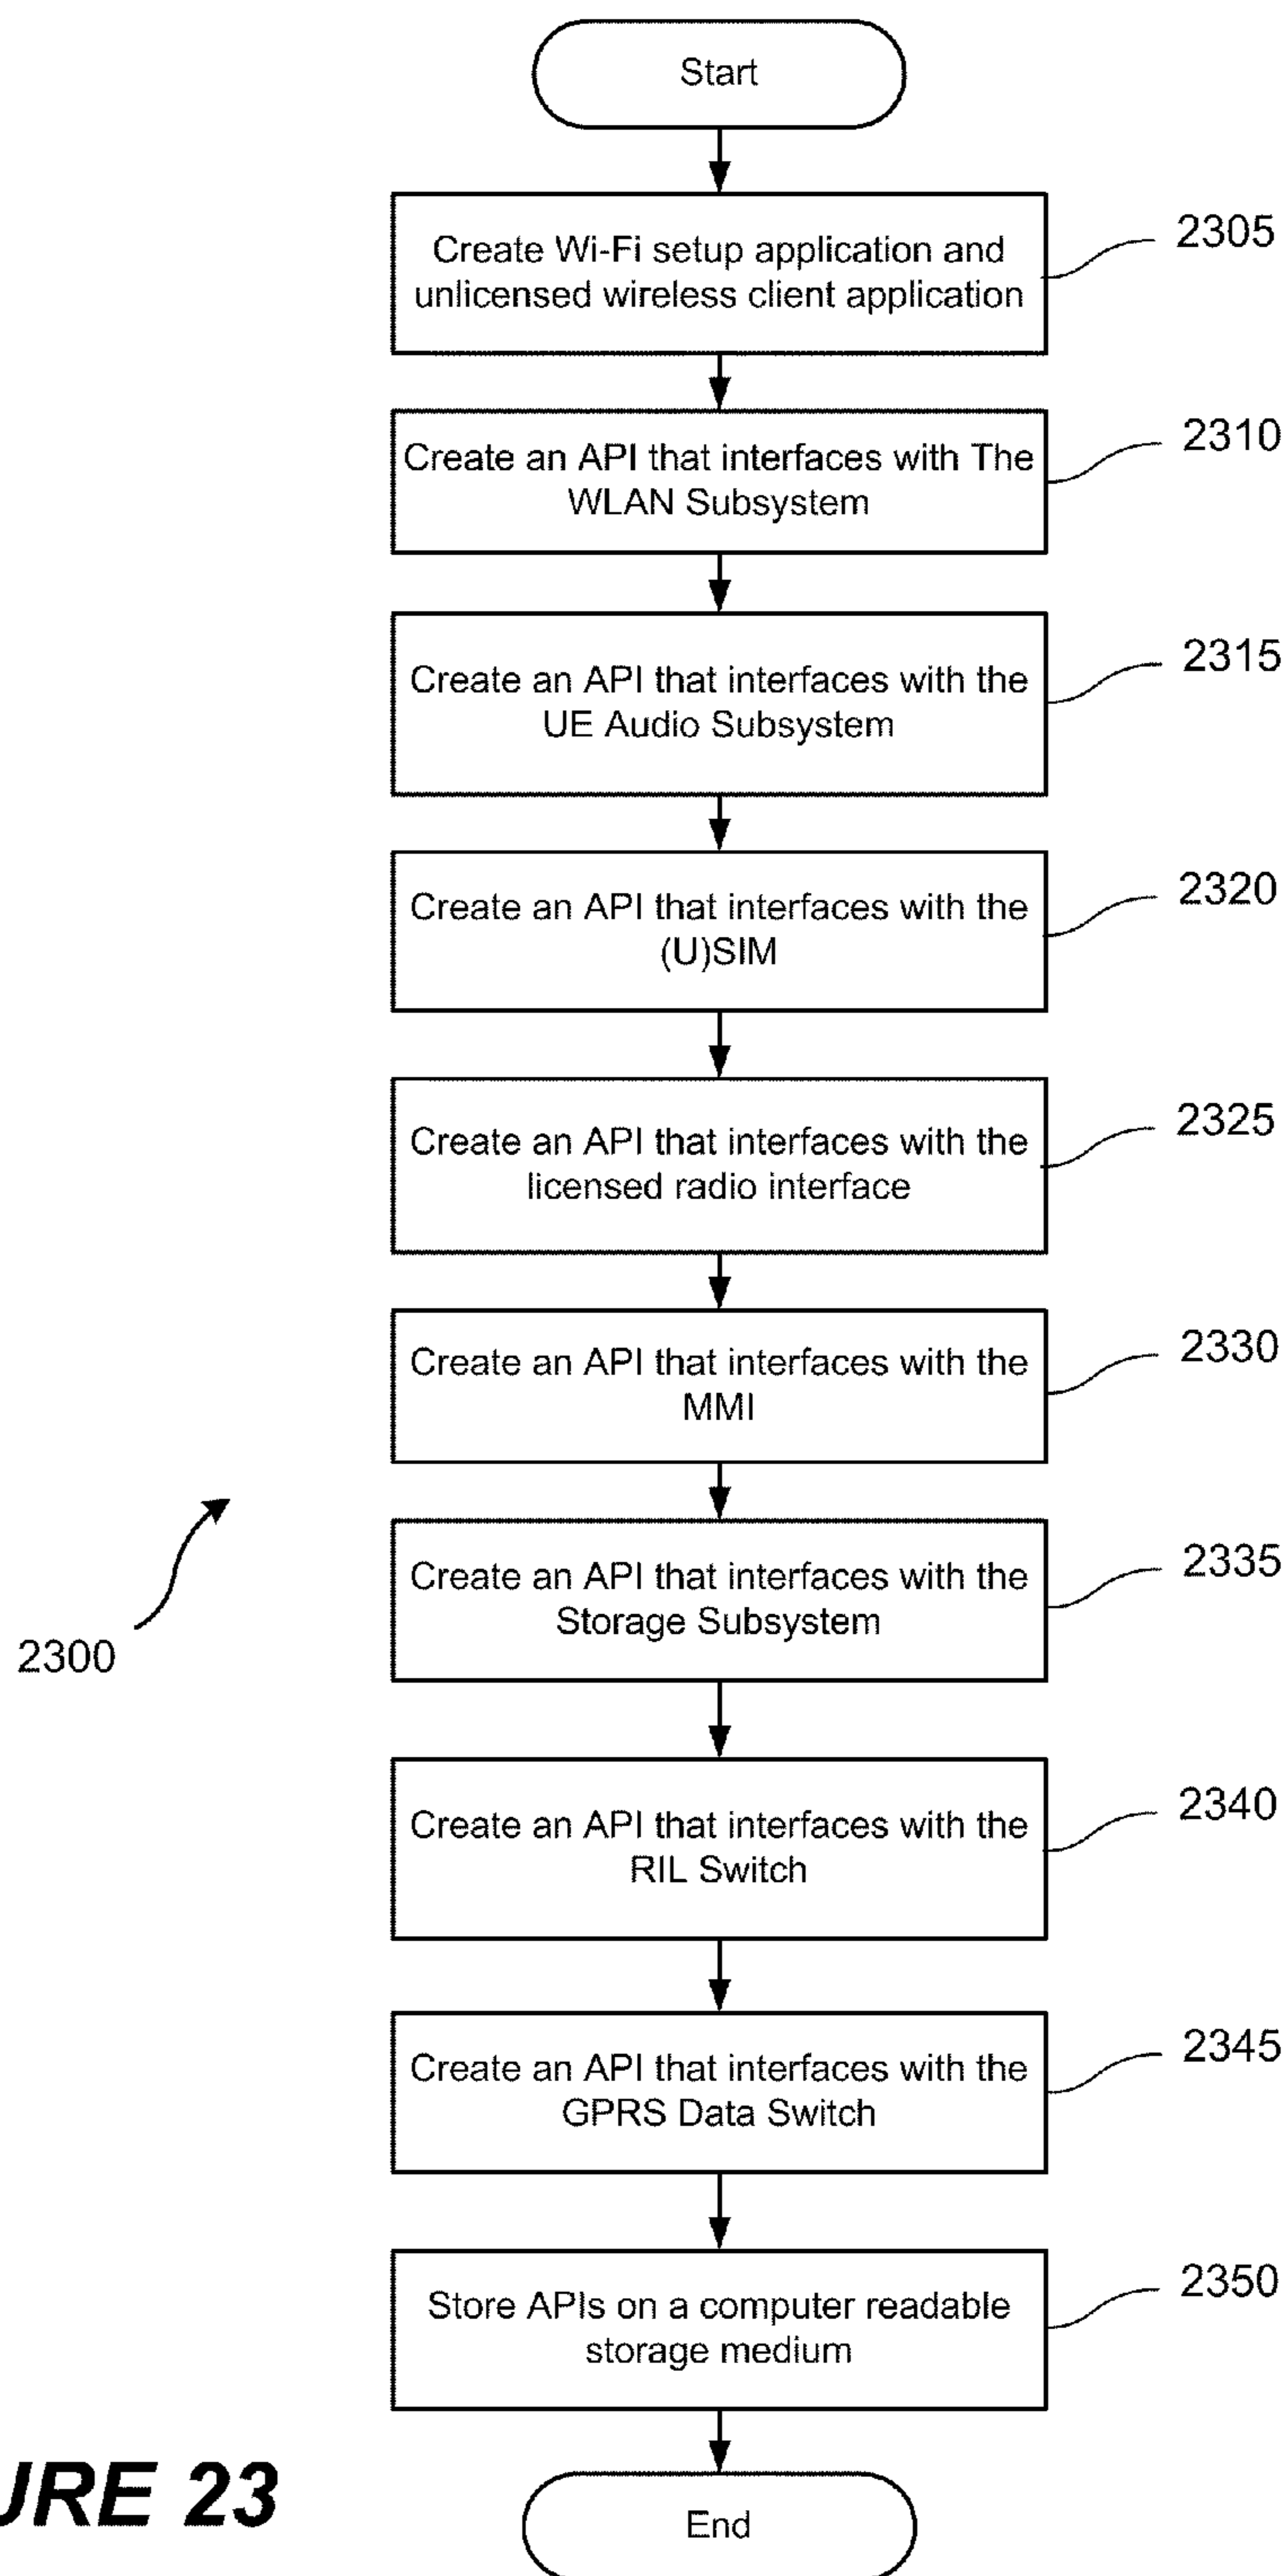 Start
Create Wi-Fi setup application and
unlicensed wireless client application
2305
Create an API that interfaces with The
WLAN Subsystem
2310
Create an API that interfaces with the
UE Audio Subsystem
2315
Create an API that interfaces with the
(U)SIM
2320
Create an API that interfaces with the
licensed radio interface
2325
Create an API that interfaces with the
MMI
2330
Create an API that interfaces with the
Storage Subsystem
2335
2300
Create an API that interfaces with the
RIL Switch
2340
Create an API that interfaces with the
GPRS Data Switch
2345
Store APIs on a computer readable
storage medium
2350
End
URE 23